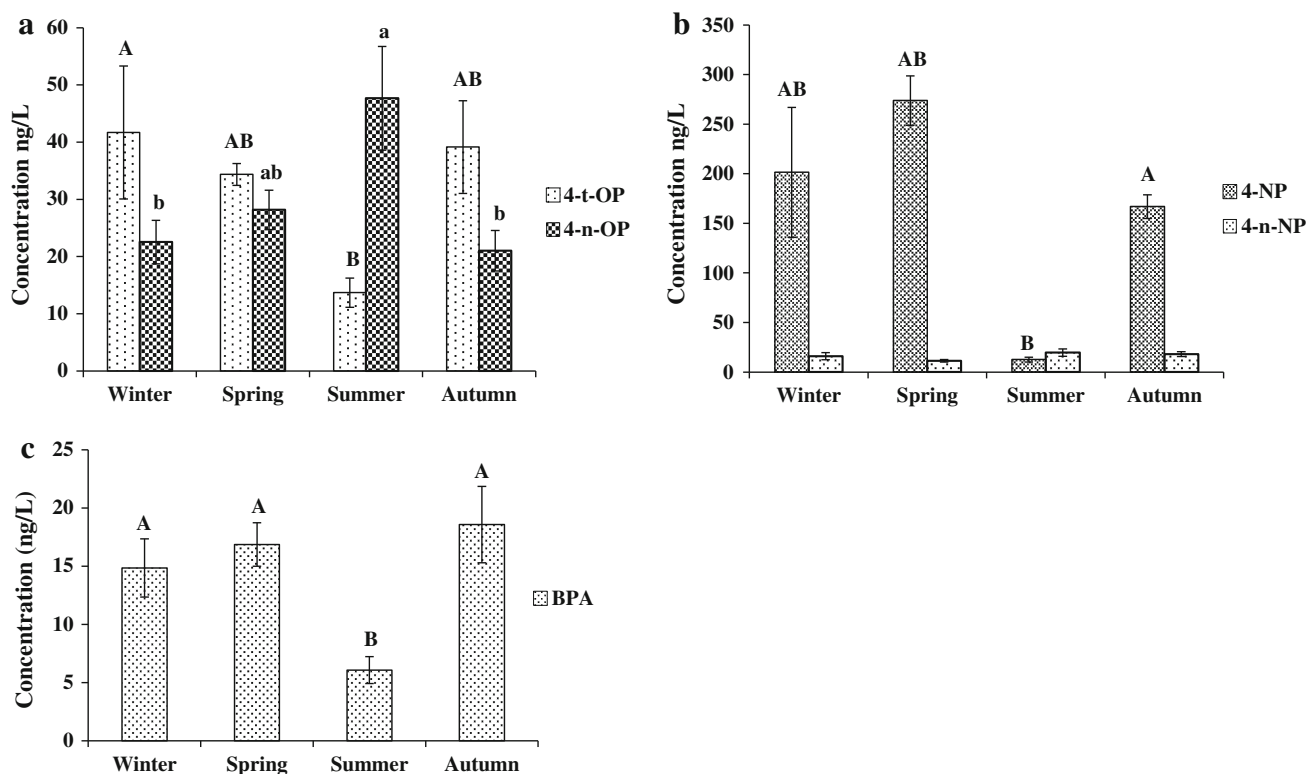 a
Concentration ng/L
60
50
40
30
20
10
0
A
b
AB
ab
B
a
AB
b
Winter Spring Summer Autumn
4-t-OP
4-n-OP
b
Concentration ng/L
350
300
250
200
150
100
50
0
AB
AB
B
A
Winter Spring Summer Autumn
4-NP
4-n-NP
c
Concentration (ng/L)
25
20
15
10
5
0
A
A
B
A
Winter Spring Summer Autumn
BPA